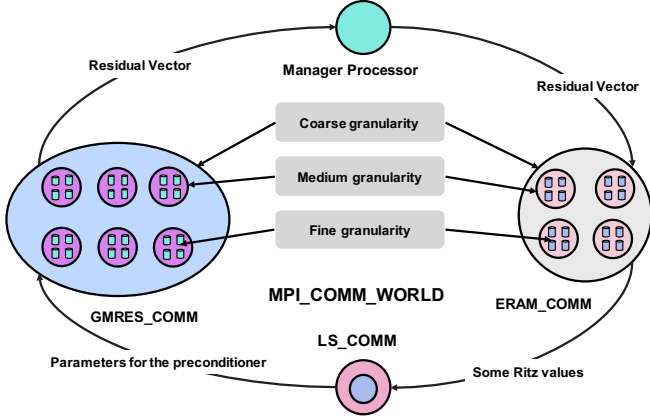 Residual Vector
Manager Processor
Residual Vector
Coarse granularity
Medium granularity
Fine granularity
MPI_COMM_WORLD
GMRES_COMM
ERAM_COMM
LS_COMM
Parameters for the preconditioner
Some Ritz values